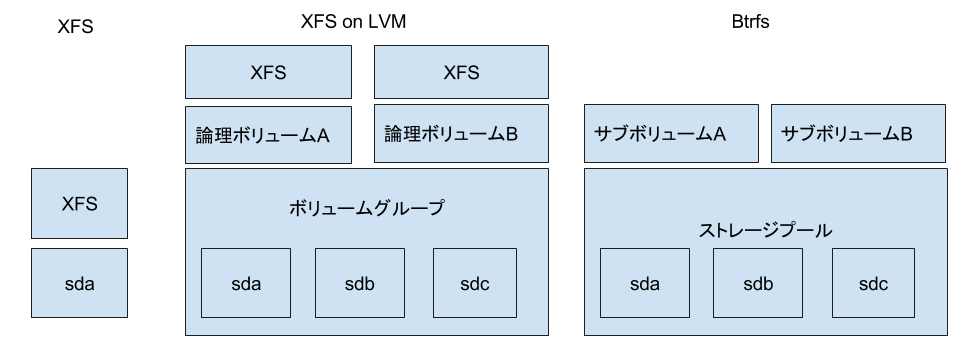 XFS
XFS on LVM
Btrfs
XFS
XFS
論理ボリュームA
論理ボリュームB
サブボリュームA
サブボリュームB
XFS
ボリュームグループ
ストレージプール
sda
sda
sdb
sdc
sda
sdb
sdc